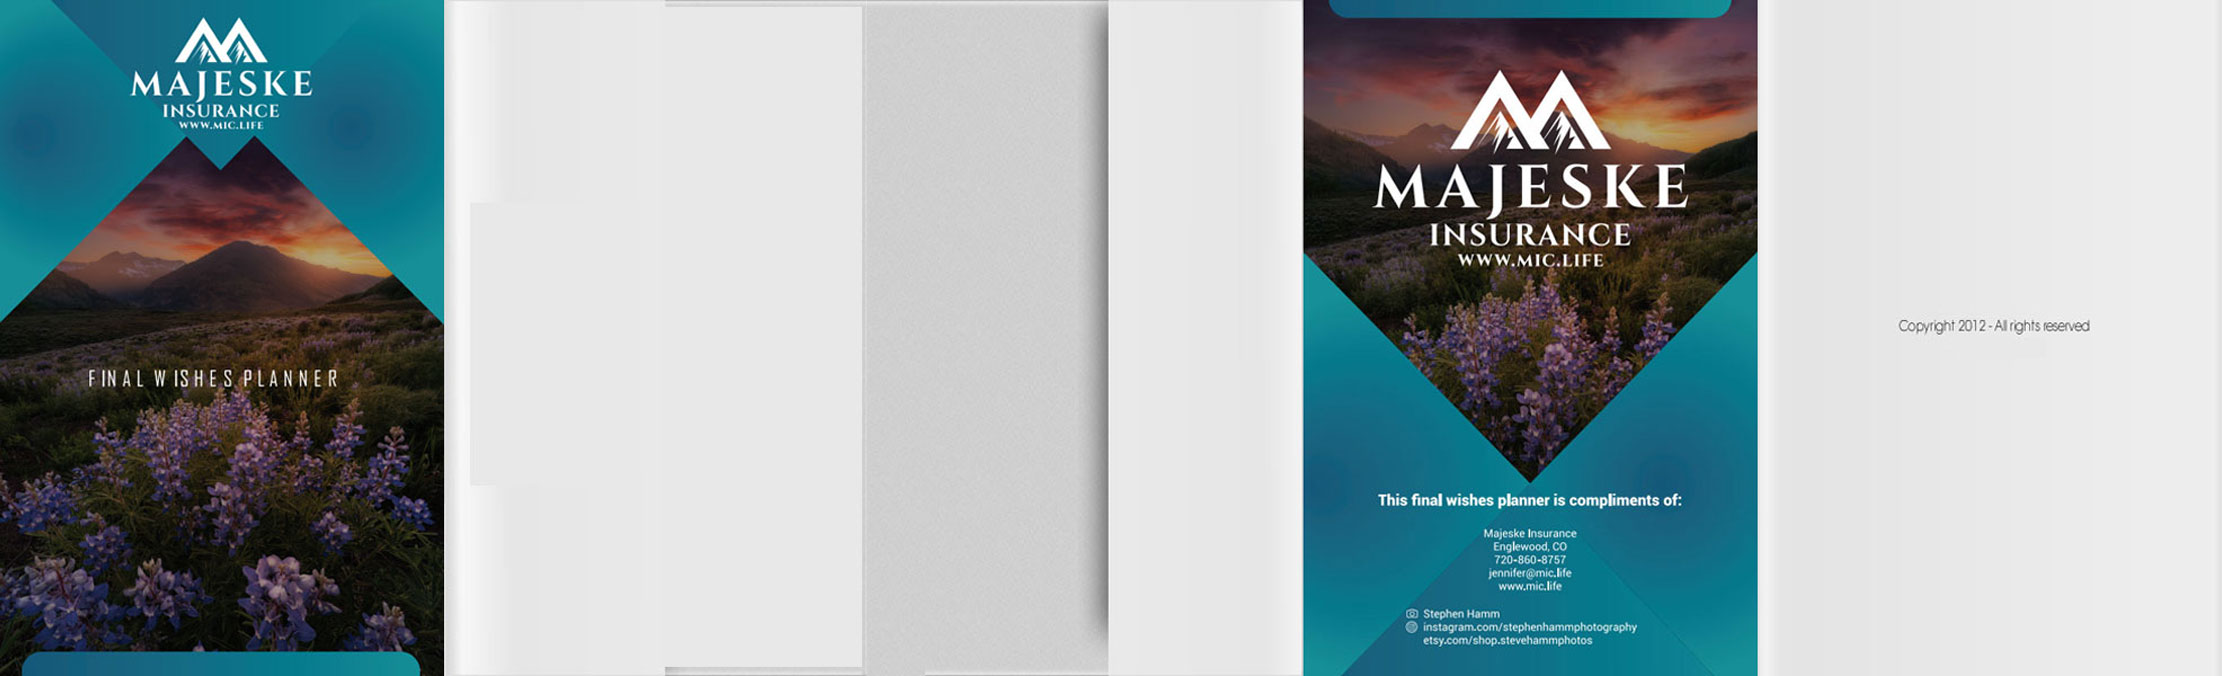 MAJESKE
INSURANCE
WWW.MIC.LIFE
FINAL WISHES PLANNER
MAJESKE
INSURANCE
WWW.MIC.LIFE
This final wishes planner is compliments of:
Majeske Insurance
Englewood, CO
720-860-8757
jennifer@mic.life
www.mic.life
Stephen Hamm
instagram.com/stephenhammphotography
etsy.com/shop.stevehammphotos
Copyright 2012 - All rights reserved